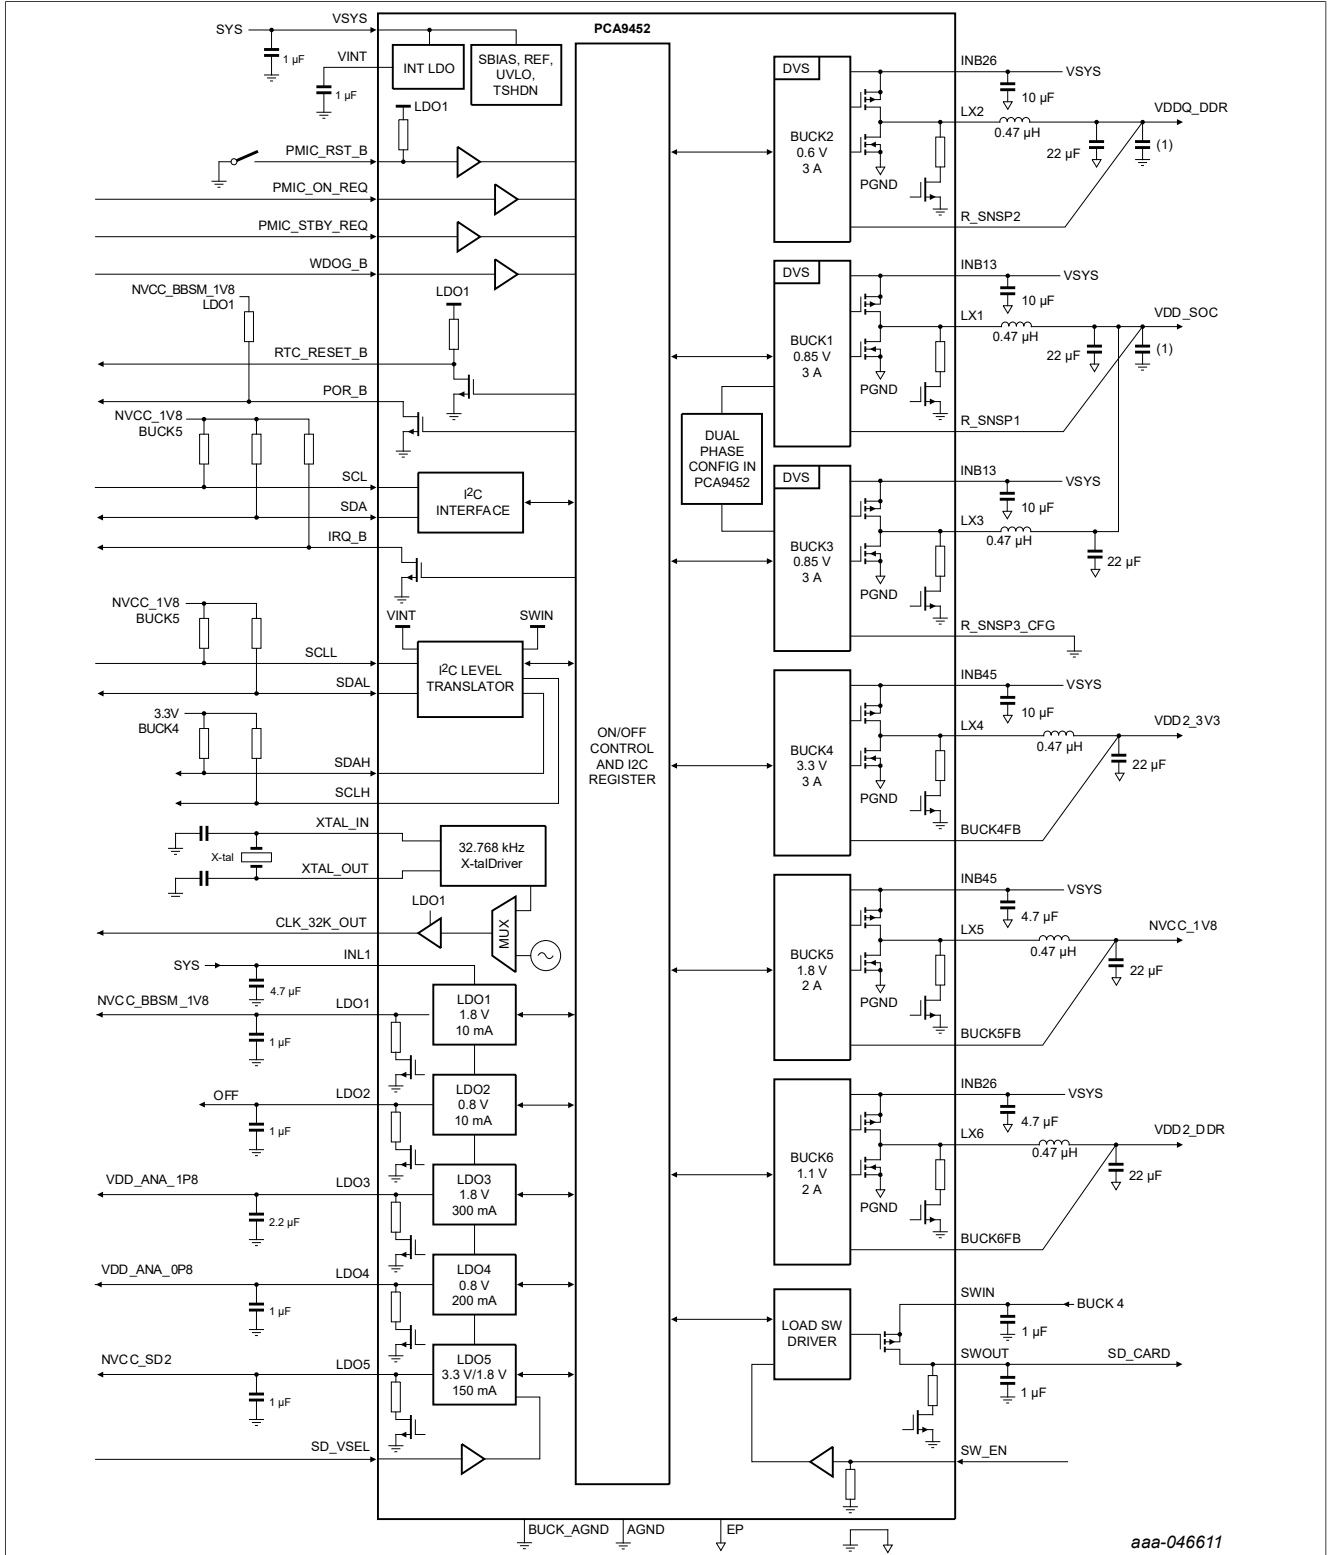 PCA9452
SYS
VSYS
1 µF
VINT
1 µF
INT LDO
SBIAS, REF,
UVLO,
TSHDN
LDO1
PMIC_RST_B
PMIC_ON_REQ
PMIC_STBY_REQ
WDOG_B
NVCC_BBSM_1V8
LDO1
LDO1
RTC_RESET_B
POR_B
NVCC_1V8
BUCK5
SCL
SDA
I2C
INTERFACE
IRQ_B
NVCC_1V8
BUCK5
VINT
SWIN
SCLL
SDAL
I2C LEVEL
TRANSLATOR
3.3V
BUCK4
SDAH
SCLH
XTAL_IN
X-tal
XTAL_OUT
32.768 kHz
X-talDriver
LDO1
CLK_32K_OUT
MUX
SYS
INL1
4.7 µF
NVCC_BBSM_1V8
LDO1
1 µF
LDO1
1.8 V
10 mA
OFF
LDO2
1 µF
LDO2
0.8 V
10 mA
VDD_ANA_1P8
LDO3
2.2 µF
LDO3
1.8 V
300 mA
VDD_ANA_0P8
LDO4
1 µF
LDO4
0.8 V
200 mA
NVCC_SD2
LDO5
1 µF
LDO5
3.3 V/1.8 V
150 mA
SD_VSEL
ON/OFF
CONTROL
AND I2C
REGISTER
DVS
BUCK2
0.6 V
3 A
PGND
INB26
VSYS
10 µF
LX2
0.47 µH
VDDQ_DDR
22 µF
(1)
R_SNSP2
DVS
BUCK1
0.85 V
3 A
PGND
INB13
VSYS
10 µF
LX1
0.47 µH
VDD_SOC
22 µF
(1)
R_SNSP1
DUAL
PHASE
CONFIG IN
PCA9452
DVS
BUCK3
0.85 V
3 A
PGND
INB13
VSYS
10 µF
LX3
0.47 µH
22 µF
R_SNSP3_CFG
BUCK4
3.3 V
3 A
PGND
INB45
VSYS
10 µF
LX4
0.47 µH
VDD2_3V3
22 µF
BUCK4FB
BUCK5
1.8 V
2 A
PGND
INB45
VSYS
4.7 µF
LX5
0.47 µH
NVCC_1V8
22 µF
BUCK5FB
BUCK6
1.1 V
2 A
PGND
INB26
VSYS
4.7 µF
LX6
0.47 µH
VDD2_DDR
22 µF
BUCK6FB
LOAD SW
DRIVER
SWIN
BUCK 4
1 µF
SWOUT
SD_CARD
1 µF
SW_EN
BUCK_AGND
AGND
EP
aaa-046611